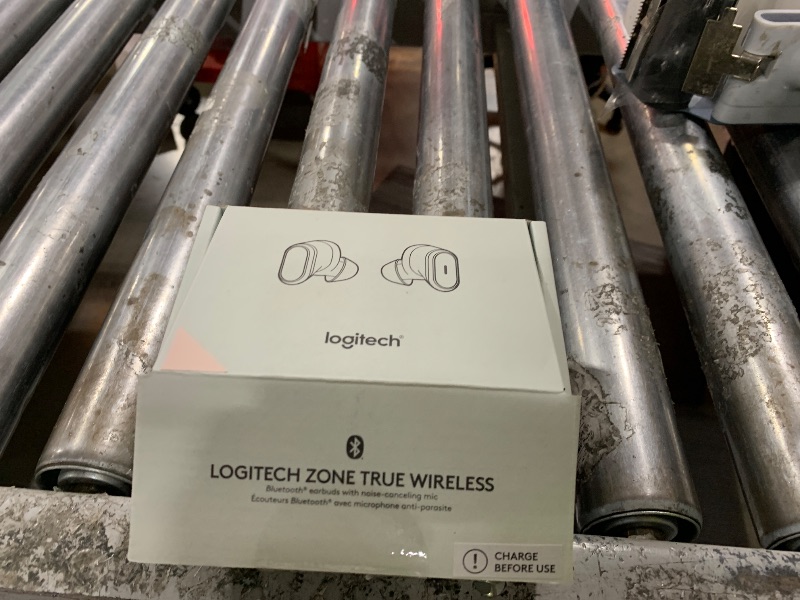 logitech®
LOGITECH ZONE TRUE WIRELESS
Bluetooth® earbuds with noise-canceling mic
Écouteurs Bluetooth® avec microphone anti-parasite
CHARGE
BEFORE USE